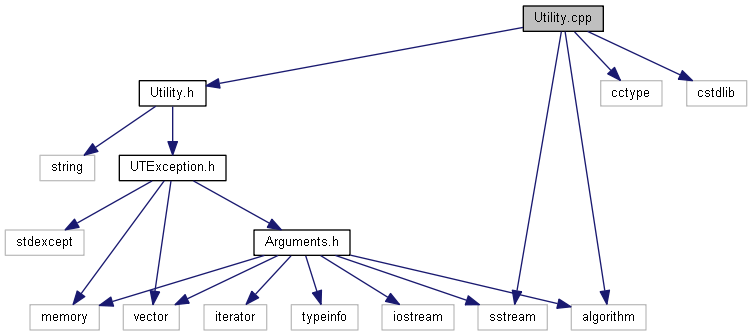 Utility.cpp
Utility.h
cctype
cstdlib
string
UTException.h
stdexcept
Arguments.h
memory
vector
iterator
typeinfo
iostream
sstream
algorithm